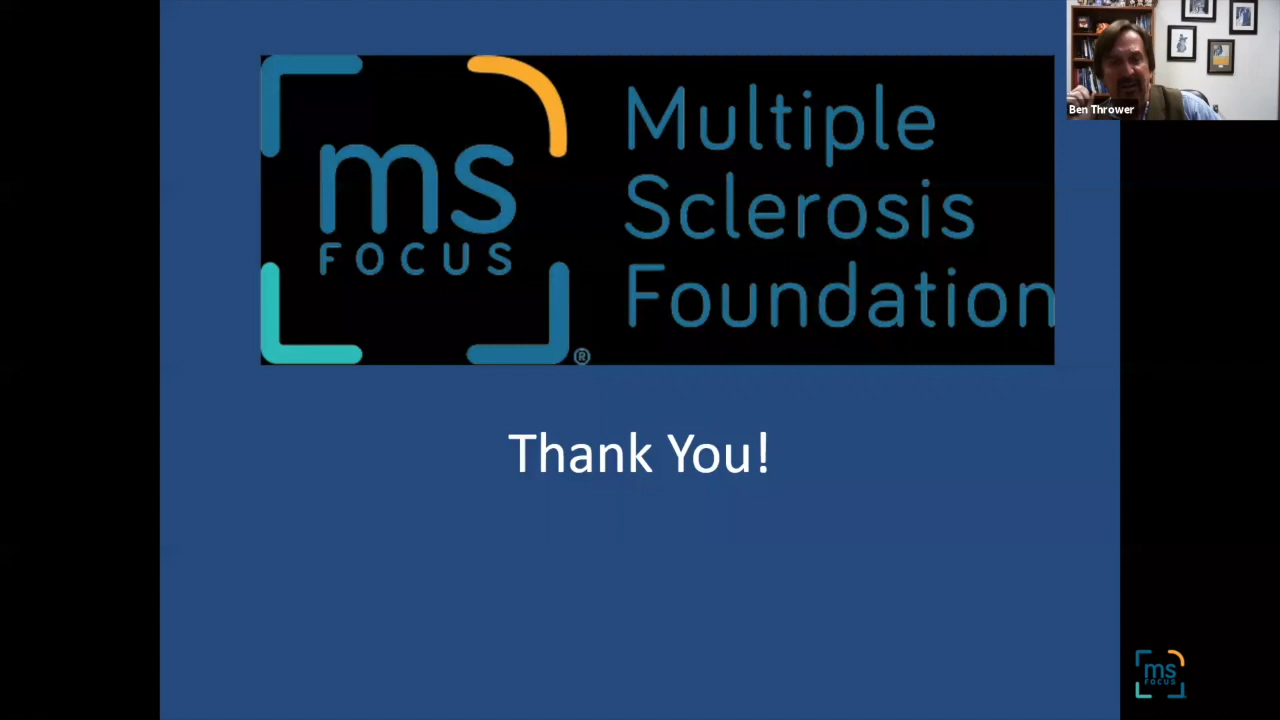 ms
FOCUS
®
Multiple
Sclerosis
Foundation
Thank You!
Ben Thrower
ms
FOCUS